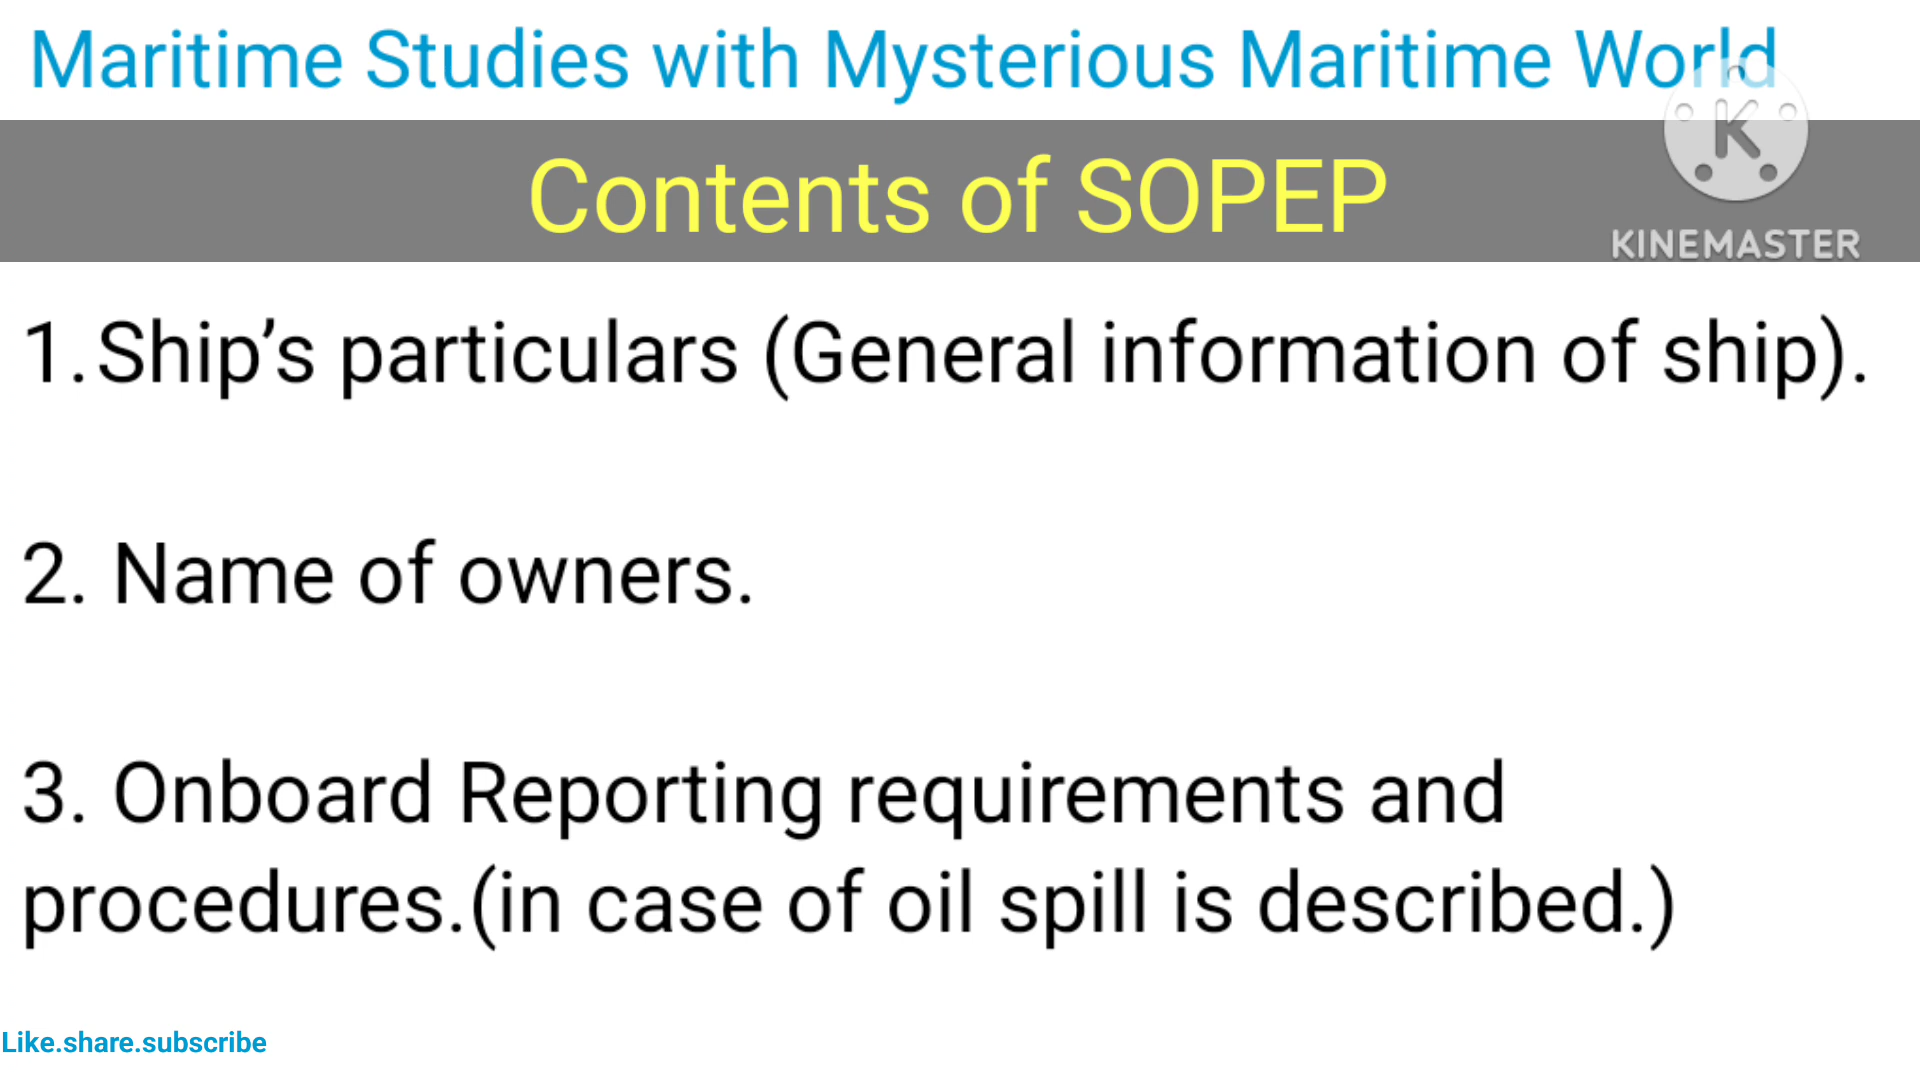 Maritime Studies with Mysterious Maritime World
Contents of SOPEP
K
KINEMASTER
1.Ship’s particulars (General information of ship).
2. Name of owners.
3. Onboard Reporting requirements and
procedures.(in case of oil spill is described.)
Like.share.subscribe